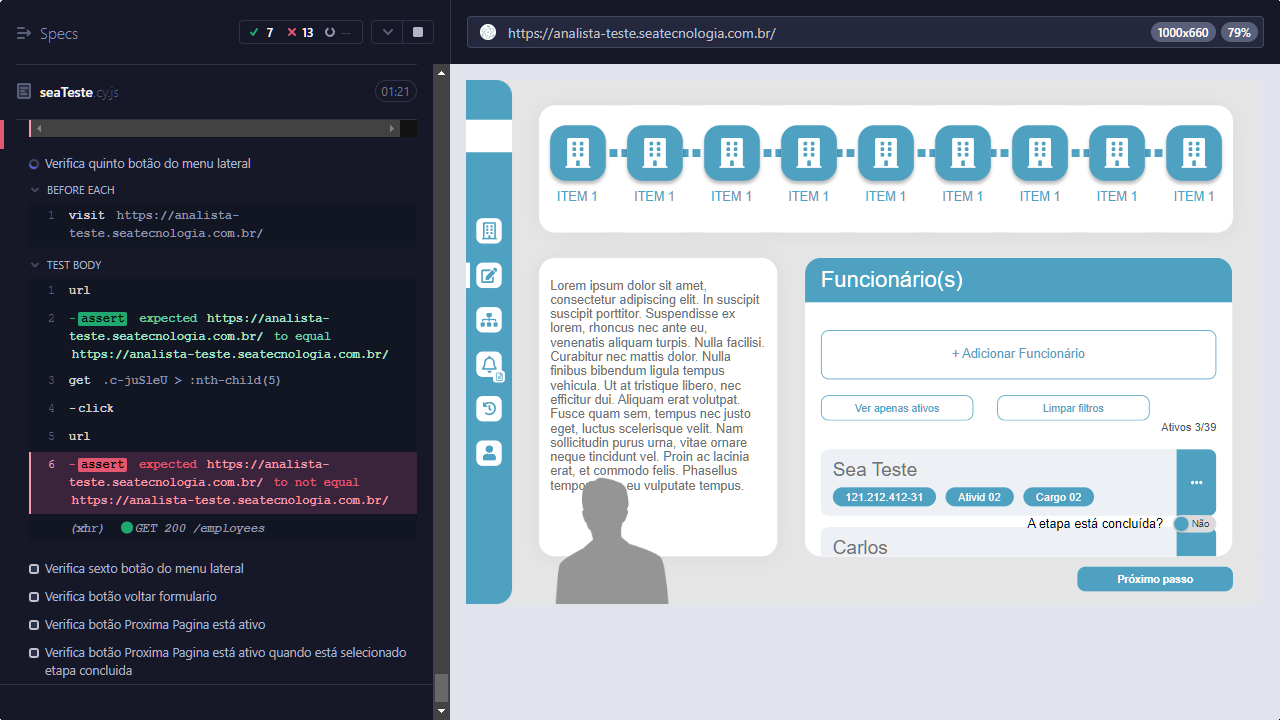 Specs
7
13
--
seaTeste.cy.js
01:21
Verifica quinto botão do menu lateral
BEFORE EACH
1 visit https://analista-
teste.seatecnologia.com.br/
TEST BODY
1 url
2 -assert expected https://analista-
teste.seatecnologia.com.br/ to equal
https://analista-teste.seatecnologia.com.br/
3 get .c-juSleU > :nth-child(5)
4 -click
5 url
6 -assert expected https://analista-
teste.seatecnologia.com.br/ to not equal
https://analista-teste.seatecnologia.com.br/
(xhr) GET 200 /employees
Verifica sexto botão do menu lateral
Verifica botão voltar formulario
Verifica botão Proxima Pagina está ativo
Verifica botão Proxima Pagina está ativo quando está selecionado
etapa concluida
https://analista-teste.seatecnologia.com.br/
1000x660
79%
ITEM 1 ITEM 1 ITEM 1 ITEM 1 ITEM 1 ITEM 1 ITEM 1 ITEM 1 ITEM 1
Lorem ipsum dolor sit amet,
consectetur adipiscing elit. In suscipit
suscipit porttitor. Suspendisse ex
lorem, rhoncus nec ante eu,
venenatis aliquam turpis. Nulla facilisi.
Curabitur nec mattis dolor. Nulla
finibus bibendum ligula tempus
vehicula. Ut at tristique libero, nec
efficitur dui. Aliquam erat volutpat.
Fusce quam sem, tempus nec justo
eget, luctus scelerisque velit. Nam
sollicitudin purus urna, vitae ornare
neque tincidunt vel. Proin ac lacinia
erat, et commodo felis. Phasellus
eu vulputate tempus.
Funcionário(s)
+ Adicionar Funcionário
Ver apenas ativos
Limpar filtros
Ativos 3/39
Sea Teste
121.212.412-31 Ativid 02 Cargo 02
A etapa está concluída? Não
Carlos
Próximo passo